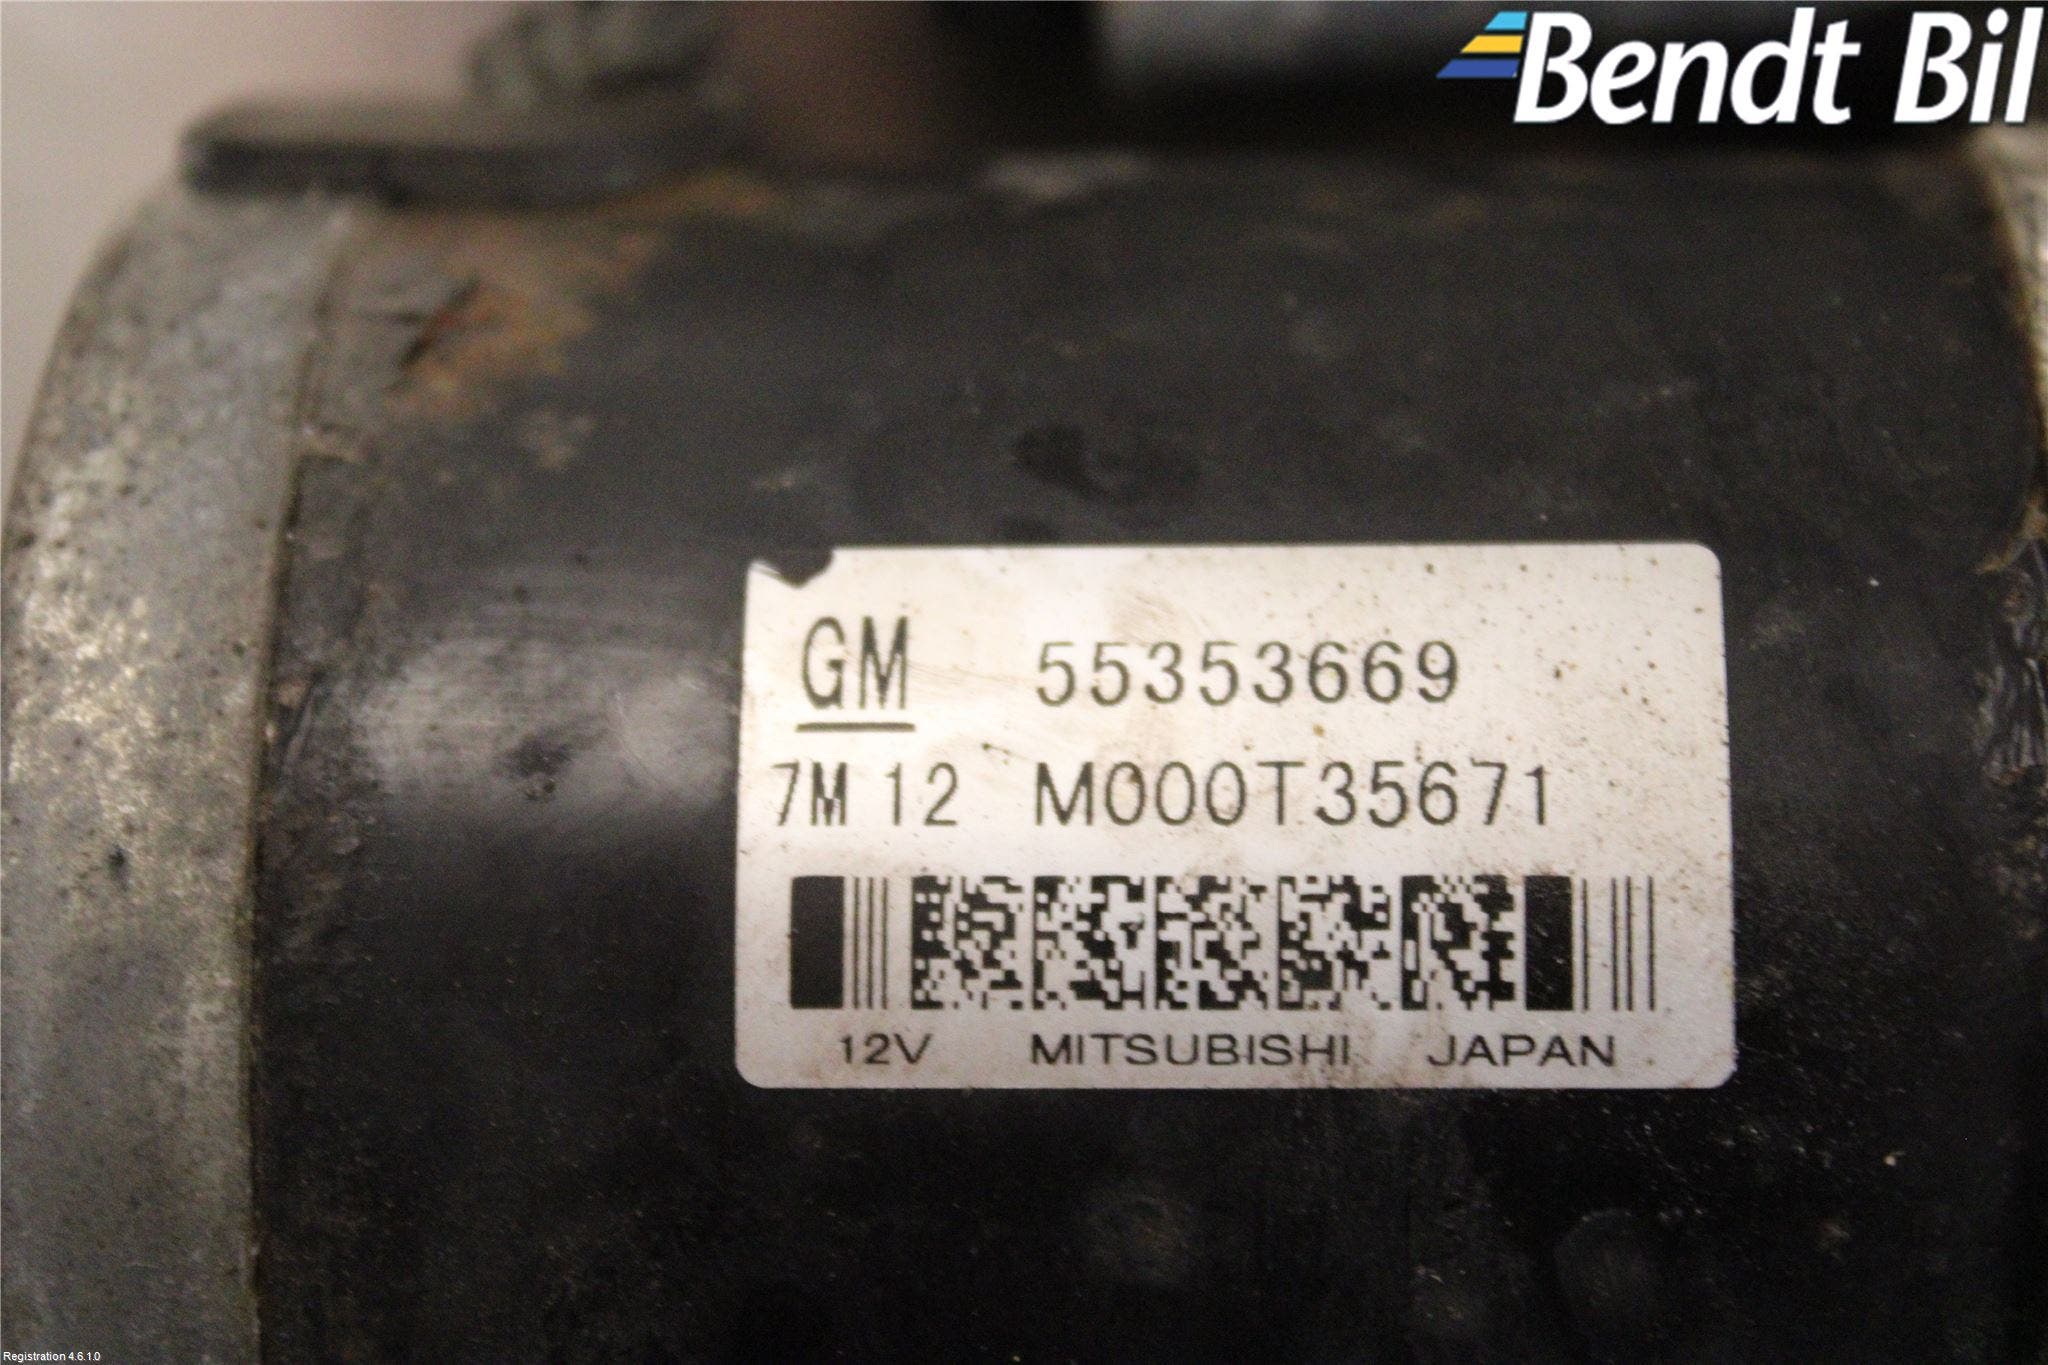 Bendt Bil
GM 55353669
7M 12 M000T35671
12V MITSUBISHI JAPAN
Registration 4.6.1.0